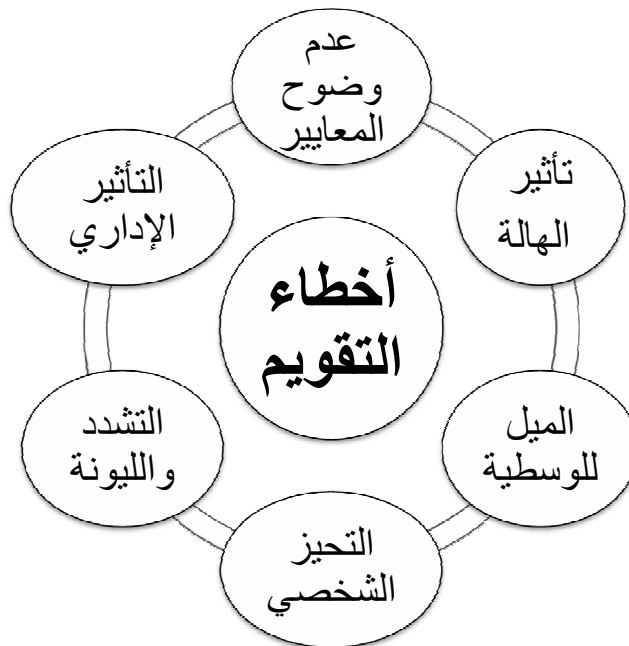 عدم
وضوح
المعايير
تأثير
الهالة
الميل
للوسطية
التحيز
الشخصي
التشدد
والليونة
التأثير
الإداري
أخطاء
التقويم